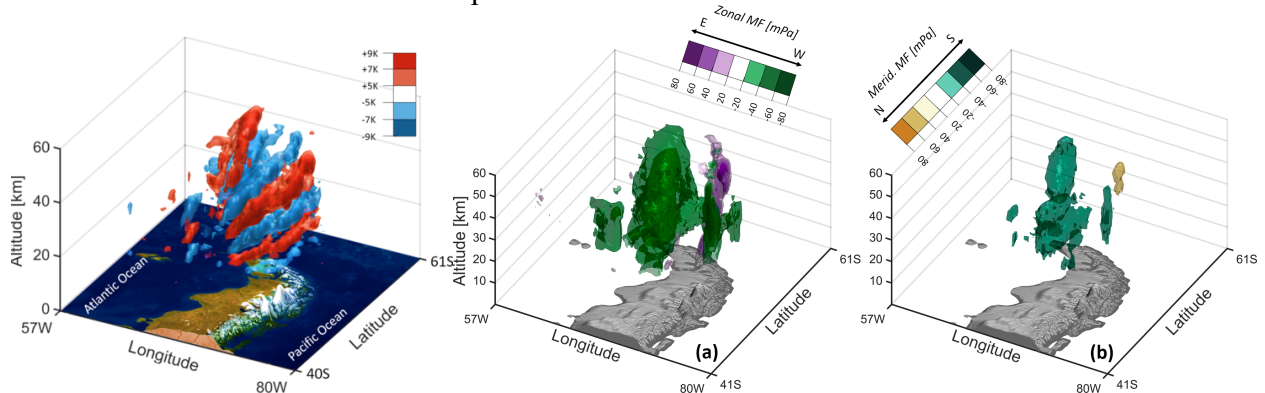 +9K
+7K
+5K
-5K
-7K
-9K
60
40
20
0
Altitude [km]
57W
Longitude
80W
40S
Latitude
61S
Atlantic Ocean
Pacific Ocean
Zonal MF [mPa]
E
W
80
60
40
20
-20
-40
-60
-80
60
50
40
30
20
10
Altitude [km]
57W
Longitude
80W
41S
Latitude
61S
(a)
Merid. MF [mPa]
S
N
-80
-60
-40
-20
20
40
60
80
60
50
40
30
20
10
57W
Longitude
80W
41S
Latitude
61S
(b)